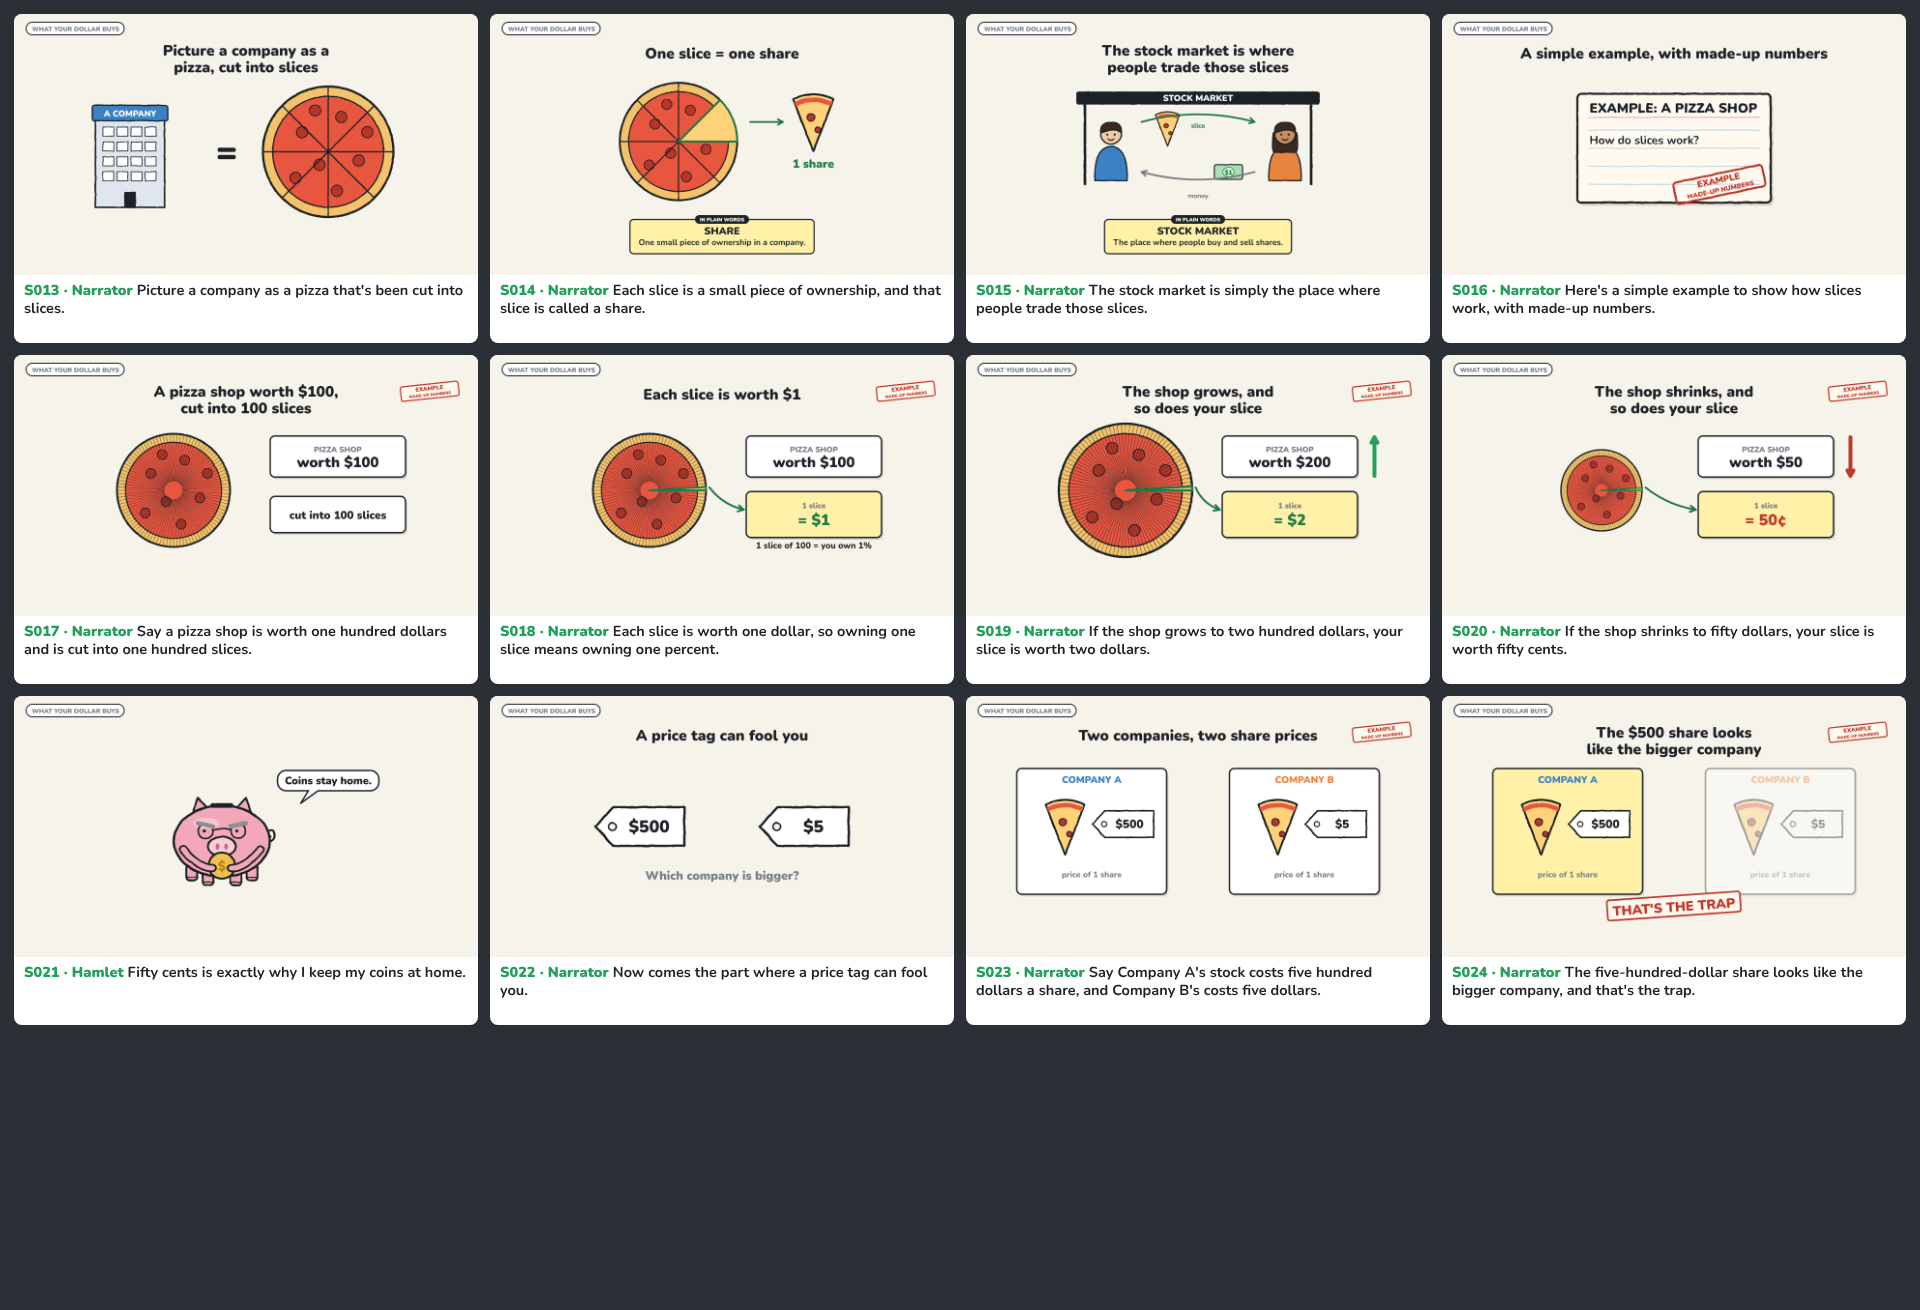 WHAT YOUR DOLLAR BUYS
Picture a company as a
pizza, cut into slices
A COMPANY
=
S013 · Narrator Picture a company as a pizza that's been cut into
slices.
WHAT YOUR DOLLAR BUYS
One slice = one share
1 share
IN PLAIN WORDS
SHARE
One small piece of ownership in a company.
S014 · Narrator Each slice is a small piece of ownership, and that
slice is called a share.
WHAT YOUR DOLLAR BUYS
The stock market is where
people trade those slices
STOCK MARKET
slice
$1
money
IN PLAIN WORDS
STOCK MARKET
The place where people buy and sell shares.
S015 · Narrator The stock market is simply the place where
people trade those slices.
WHAT YOUR DOLLAR BUYS
A simple example, with made-up numbers
EXAMPLE: A PIZZA SHOP
How do slices work?
EXAMPLE
MADE-UP NUMBERS
S016 · Narrator Here's a simple example to show how slices
work, with made-up numbers.
WHAT YOUR DOLLAR BUYS
A pizza shop worth $100,
cut into 100 slices
EXAMPLE
MADE-UP NUMBERS
PIZZA SHOP
worth $100
cut into 100 slices
S017 · Narrator Say a pizza shop is worth one hundred dollars
and is cut into one hundred slices.
WHAT YOUR DOLLAR BUYS
Each slice is worth $1
EXAMPLE
MADE-UP NUMBERS
PIZZA SHOP
worth $100
1 slice
= $1
1 slice of 100 = you own 1%
S018 · Narrator Each slice is worth one dollar, so owning one
slice means owning one percent.
WHAT YOUR DOLLAR BUYS
The shop grows, and
so does your slice
EXAMPLE
MADE-UP NUMBERS
PIZZA SHOP
worth $200
1 slice
= $2
S019 · Narrator If the shop grows to two hundred dollars, your
slice is worth two dollars.
WHAT YOUR DOLLAR BUYS
The shop shrinks, and
so does your slice
EXAMPLE
MADE-UP NUMBERS
PIZZA SHOP
worth $50
1 slice
= 50¢
S020 · Narrator If the shop shrinks to fifty dollars, your slice is
worth fifty cents.
WHAT YOUR DOLLAR BUYS
Coins stay home.
$
S021 · Hamlet Fifty cents is exactly why I keep my coins at home.
WHAT YOUR DOLLAR BUYS
A price tag can fool you
$500
$5
Which company is bigger?
S022 · Narrator Now comes the part where a price tag can fool
you.
WHAT YOUR DOLLAR BUYS
Two companies, two share prices
EXAMPLE
MADE-UP NUMBERS
COMPANY A
$500
price of 1 share
COMPANY B
$5
price of 1 share
S023 · Narrator Say Company A's stock costs five hundred
dollars a share, and Company B's costs five dollars.
WHAT YOUR DOLLAR BUYS
The $500 share looks
like the bigger company
EXAMPLE
MADE-UP NUMBERS
COMPANY A
$500
price of 1 share
COMPANY B
$5
price of 1 share
THAT'S THE TRAP
S024 · Narrator The five-hundred-dollar share looks like the
bigger company, and that's the trap.